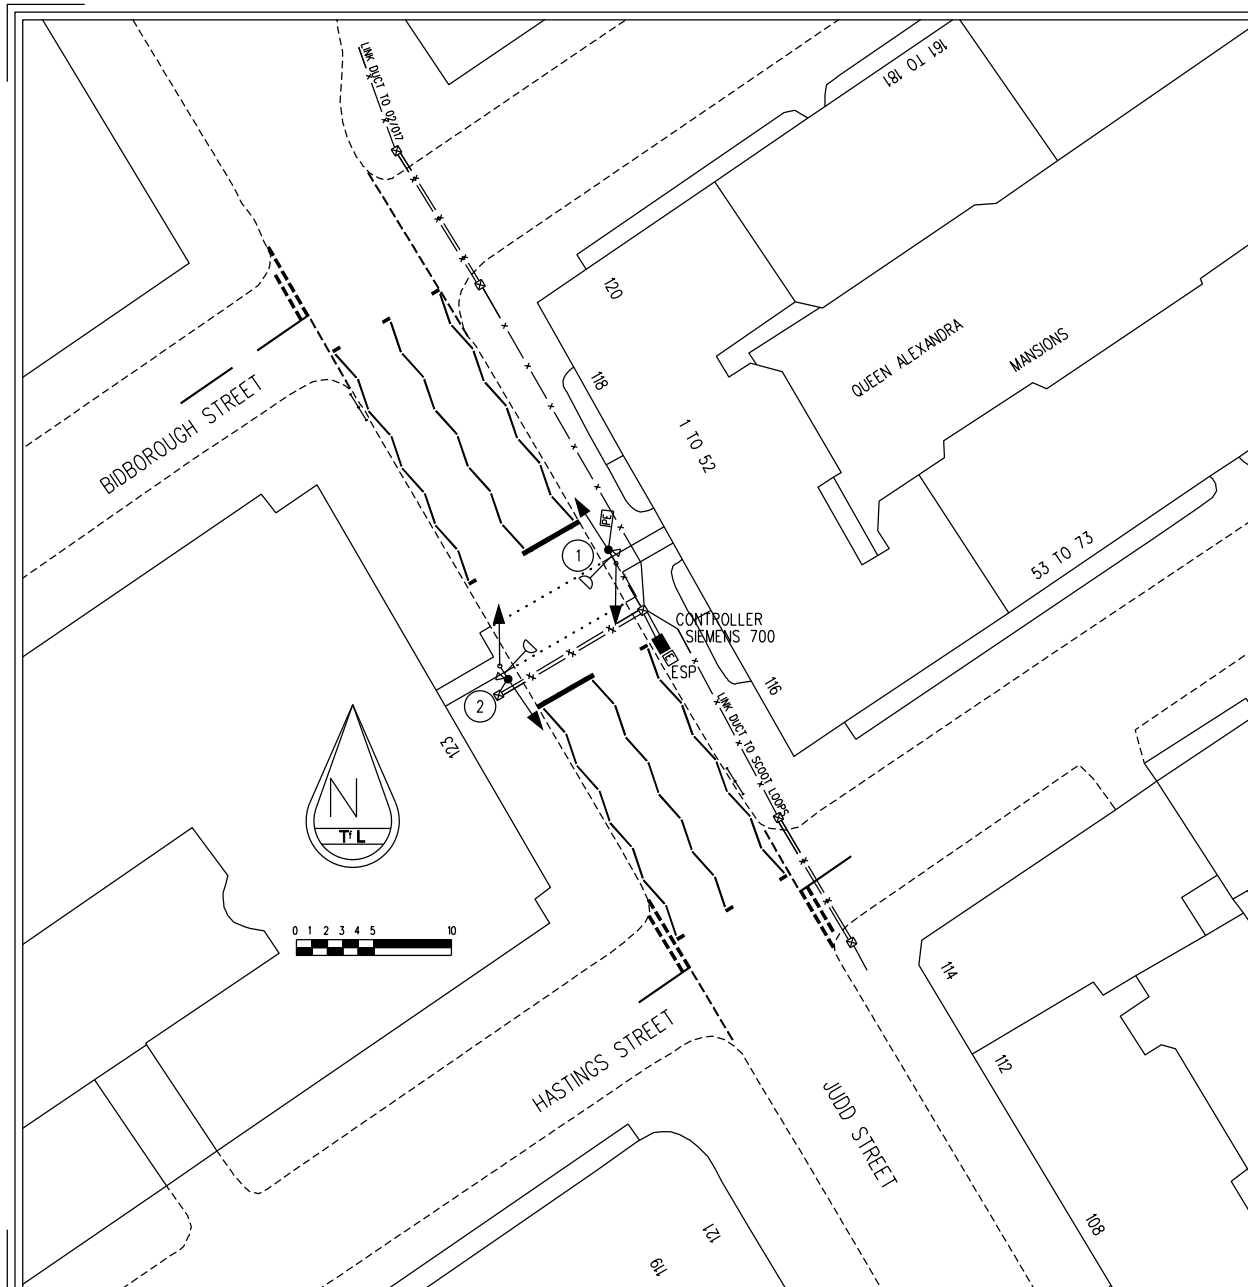 LINK DUCT TO 02/017
161 TO 181
120
QUEEN ALEXANDRA
MANSIONS
118
BIDBOROUGH STREET
1 TO 52
PE
1
53 TO 73
CONTROLLER
SIEMENS 700
E
ESP
116
2
LINK DUCT TO SCOOT LOOPS
123
N
TfL
0 1 2 3 4 5 10
114
HASTINGS STREET
112
JUDD STREET
108
121
119